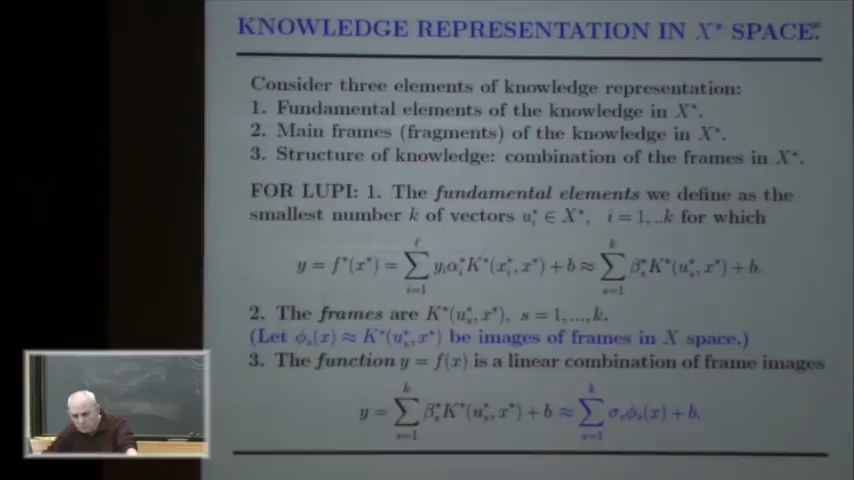 KNOWLEDGE REPRESENTATION IN X* SPACE.
Consider three elements of knowledge representation:
1. Fundamental elements of the knowledge in X*.
2. Main frames (fragments) of the knowledge in X*.
3. Structure of knowledge: combination of the frames in X*.
FOR LUPI: 1. The fundamental elements we define as the
smallest number k of vectors u*_i ∈ X*, i = 1, ..k for which
y = f*(x*) = ∑_{i=1}^{ℓ} y_i α*_i K*(x*_i, x*) + b ≈ ∑_{s=1}^{k} β*_s K*(u*_s, x*) + b.
2. The frames are K*(u*_s, x*), s = 1, ..., k.
(Let ϕ_s(x) ≈ K*(u*_s, x*) be images of frames in X space.)
3. The function y = f(x) is a linear combination of frame images
y = ∑_{s=1}^{k} β*_s K*(u*_s, x*) + b ≈ ∑_{s=1}^{k} σ_s ϕ_s(x) + b.